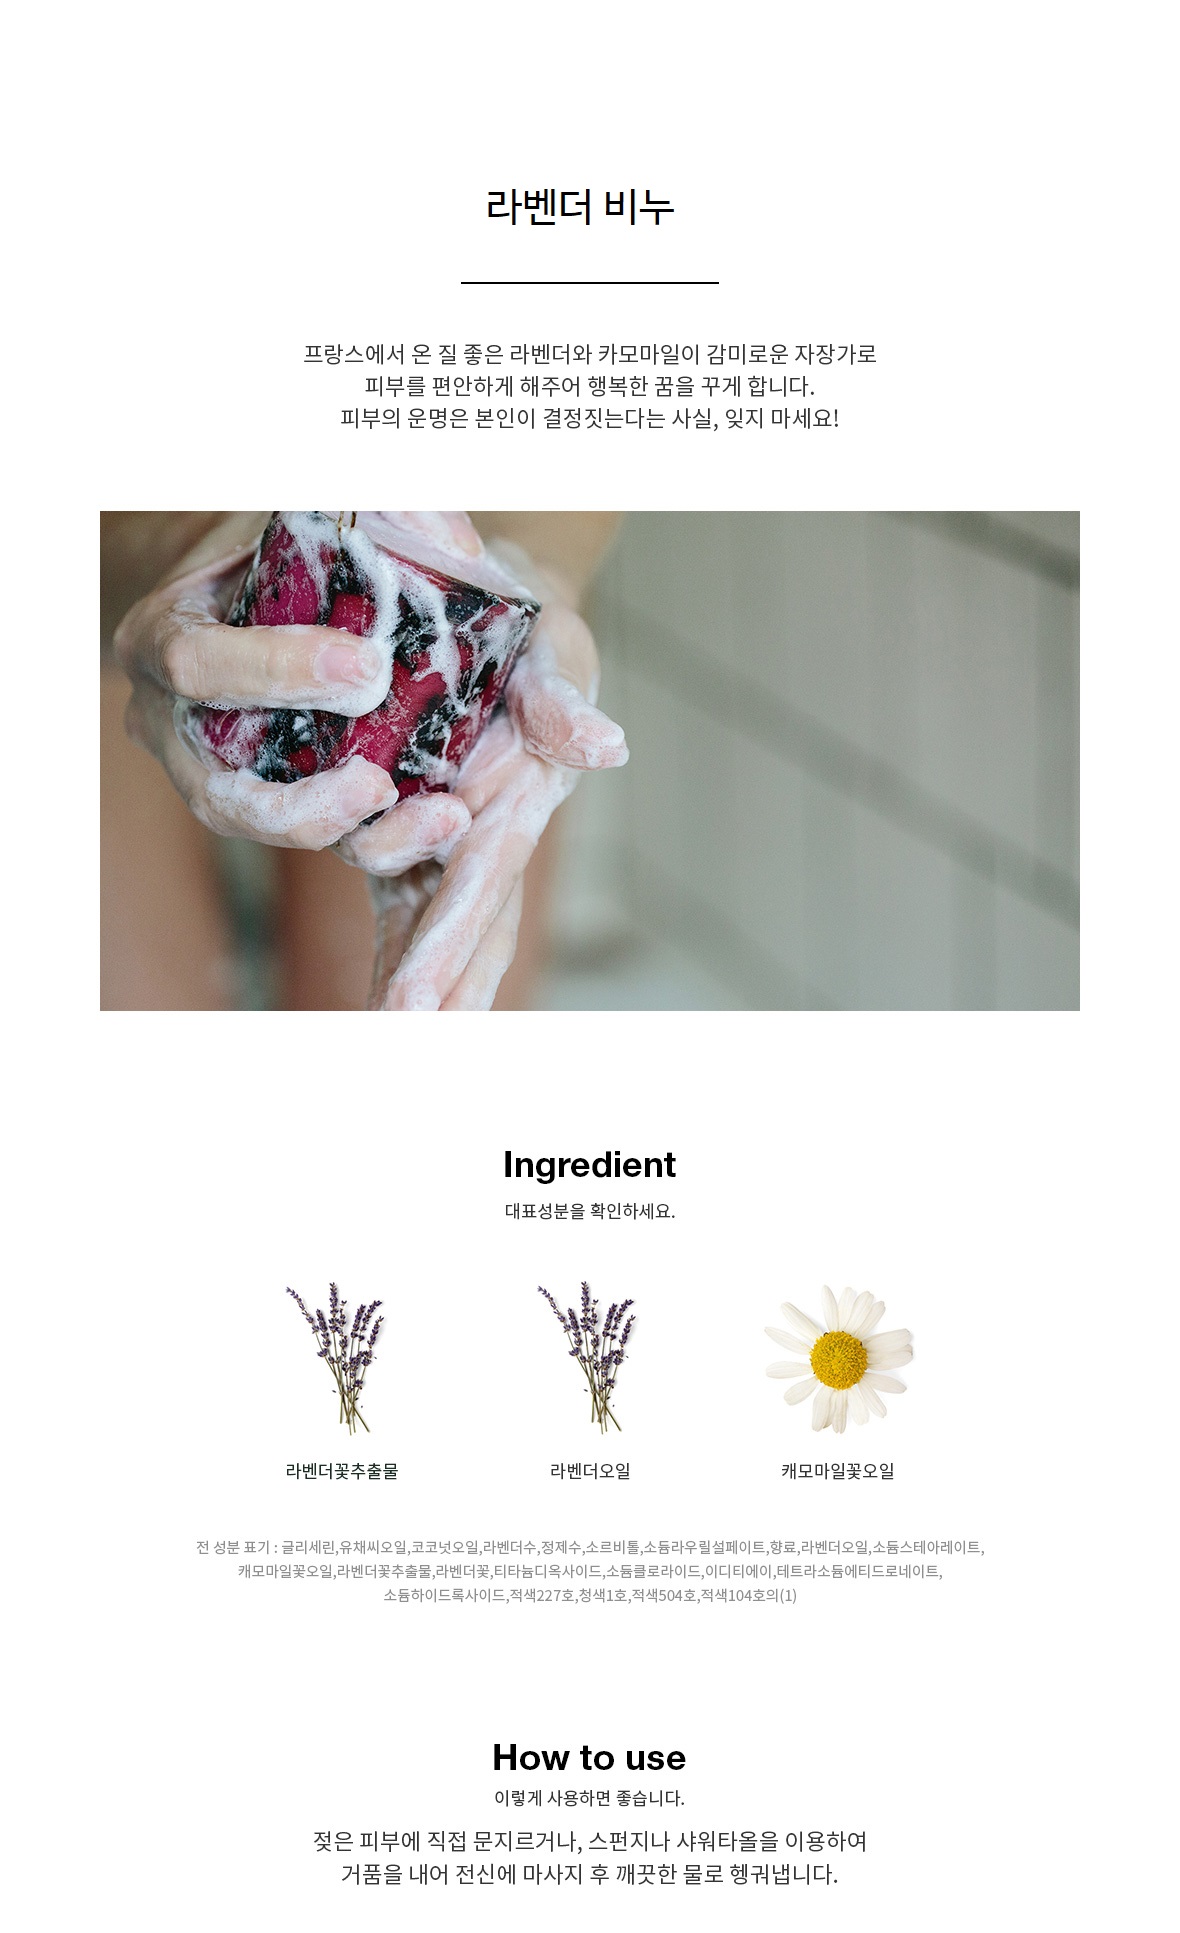 라벤더 비누
프랑스에서 온 질 좋은 라벤더와 카모마일이 감미로운 자장가로
피부를 편안하게 해주어 행복한 꿈을 꾸게 합니다.
피부의 운명은 본인이 결정짓는다는 사실, 잊지 마세요!
Ingredient
대표성분을 확인하세요.
라벤더꽃추출물 라벤더오일 캐모마일꽃오일
전 성분 표기 : 글리세린,유채씨오일,코코넛오일,라벤더수,정제수,소르비톨,소듐라우릴설페이트,향료,라벤더오일,소듐스테아레이트,
캐모마일꽃오일,라벤더꽃추출물,라벤더꽃,티타늄디옥사이드,소듐클로라이드,이디티에이,테트라소듐에티드로네이트,
소듐하이드록사이드,적색227호,청색1호,적색504호,적색104호의(1)
How to use
이렇게 사용하면 좋습니다.
젖은 피부에 직접 문지르거나, 스펀지나 샤워타올을 이용하여
거품을 내어 전신에 마사지 후 깨끗한 물로 헹궈냅니다.